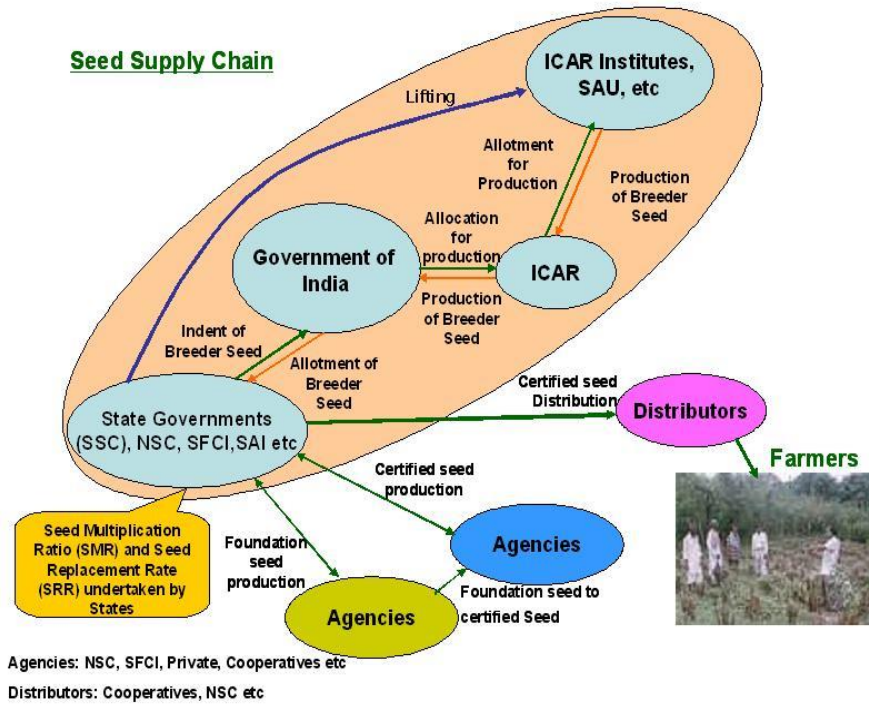 Seed Supply Chain
ICAR Institutes,
SAU, etc
Lifting
Allotment
for
Production
Production
of Breeder
Seed
Government of
India
Allocation
for
production
ICAR
Production
of Breeder
Seed
Indent of
Breeder Seed
Allotment of
Breeder
Seed
State Governments
(SSC), NSC, SFCI,SAI etc
Certified seed
Distribution
Distributors
Farmers
Certified seed
production
Seed Multiplication
Ratio (SMR) and Seed
Replacement Rate
(SRR) undertaken by
States
Foundation
seed
production
Agencies
Agencies
Foundation seed to
certified Seed
Agencies: NSC, SFCI, Private, Cooperatives etc
Distributors: Cooperatives, NSC etc